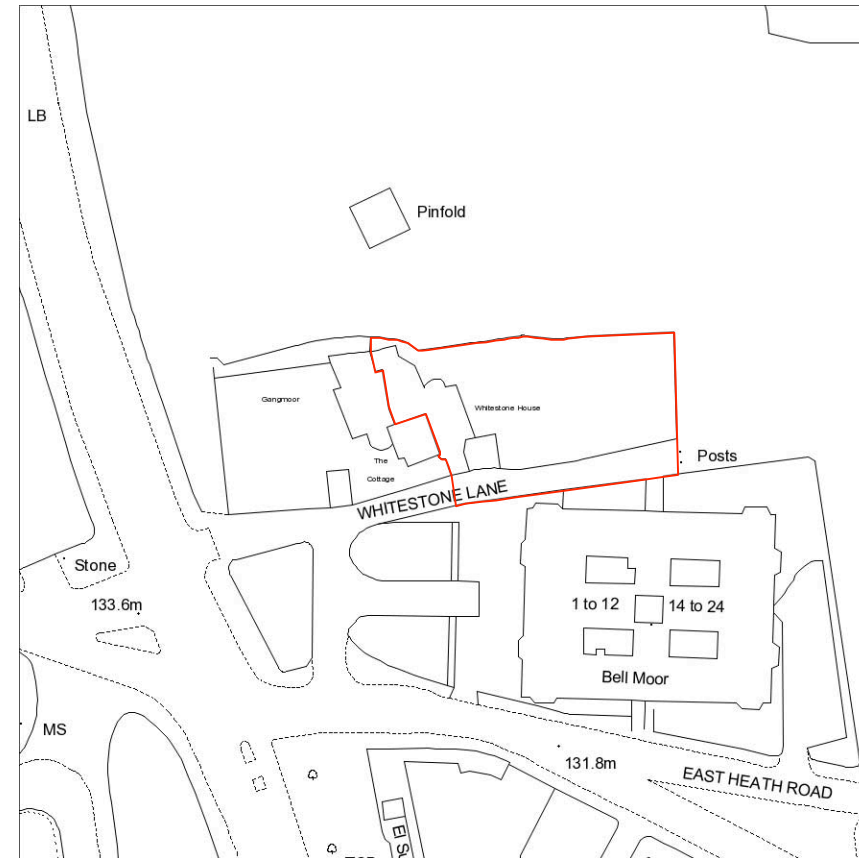 LB
Pinfold
Gangmoor
Whitestone House
The
Cottage
Posts
WHITESTONE LANE
Stone
133.6m
1 to 12
14 to 24
Bell Moor
MS
131.8m
EAST HEATH ROAD
El